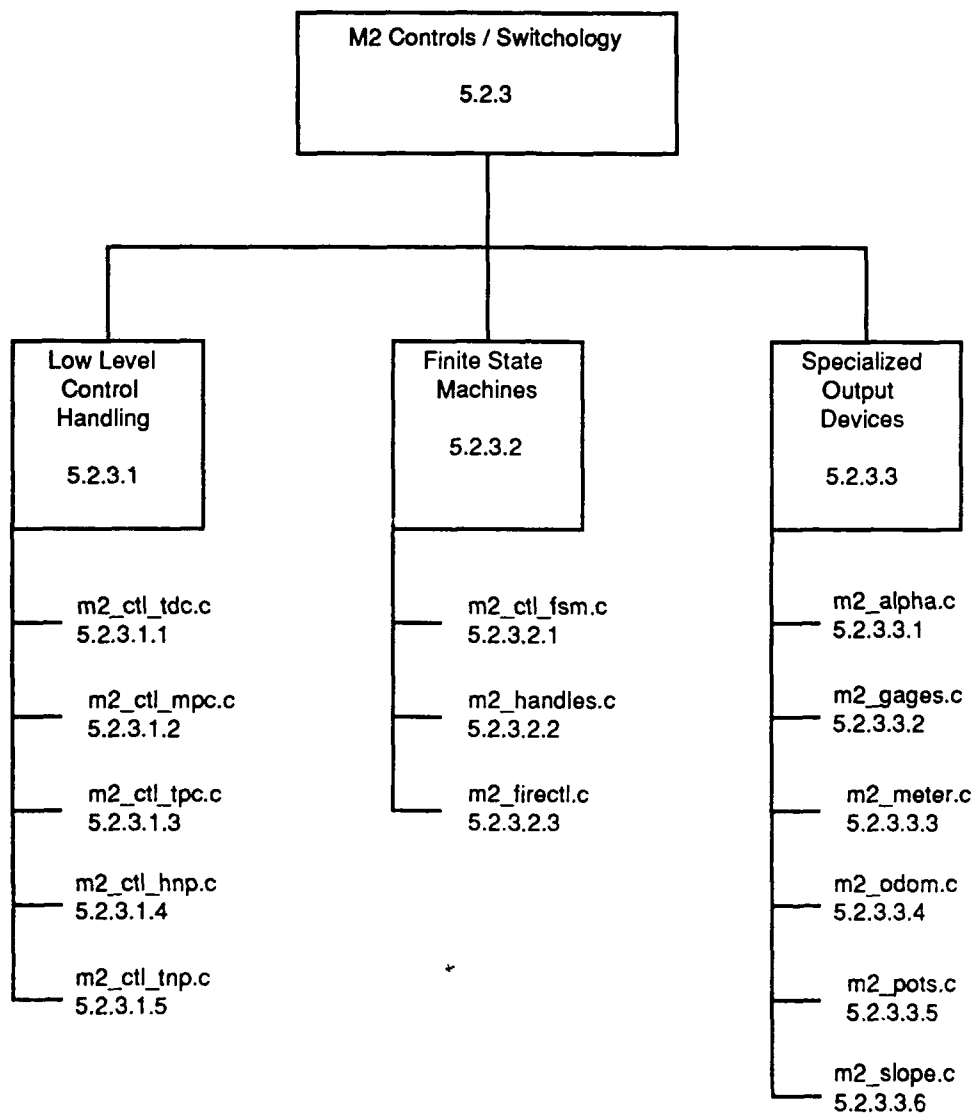 M2 Controls / Switchology
5.2.3
Low Level
Control
Handling
5.2.3.1
m2_ctl_tdc.c
5.2.3.1.1
m2_ctl_mpc.c
5.2.3.1.2
m2_ctl_tpc.c
5.2.3.1.3
m2_ctl_hnp.c
5.2.3.1.4
m2_ctl_tnp.c
5.2.3.1.5
Finite State
Machines
5.2.3.2
m2_ctl_fsm.c
5.2.3.2.1
m2_handles.c
5.2.3.2.2
m2_firectl.c
5.2.3.2.3
Specialized
Output
Devices
5.2.3.3
m2_alpha.c
5.2.3.3.1
m2_gages.c
5.2.3.3.2
m2_meter.c
5.2.3.3.3
m2_odom.c
5.2.3.3.4
m2_pots.c
5.2.3.3.5
m2_slope.c
5.2.3.3.6